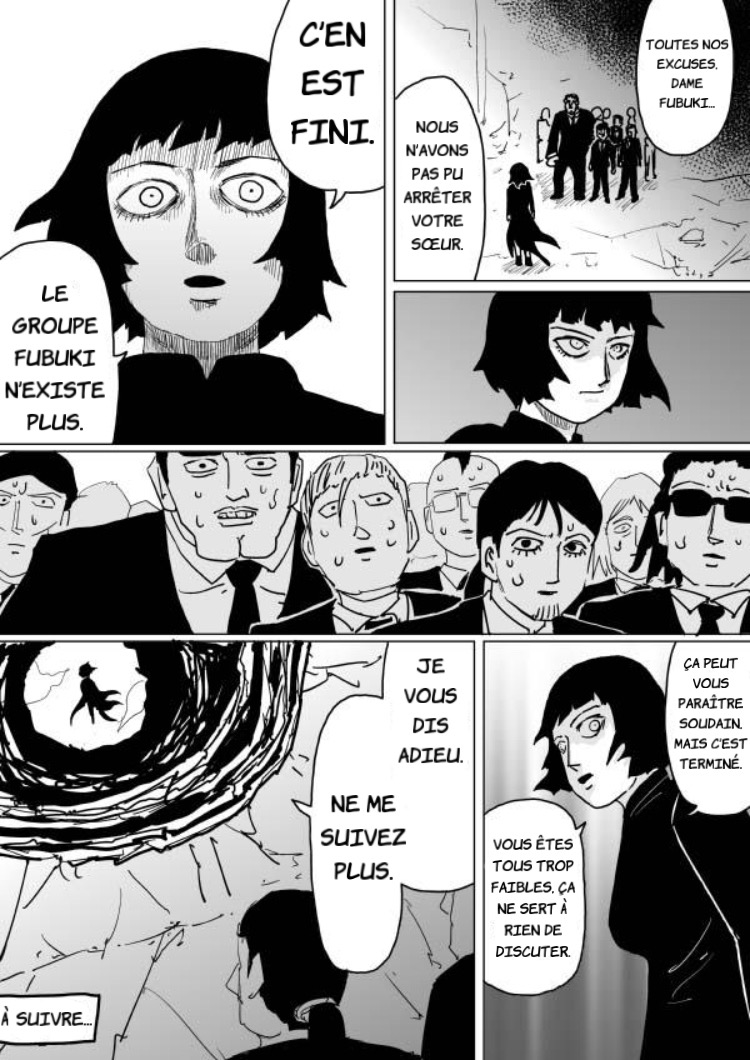 TOUTES NOS
EXCUSES,
DAME
FUBUKI...
NOUS
N'AVONS
PAS PU
ARRÊTER
VOTRE
SŒUR.
C'EN
EST
FINI.
LE
GROUPE
FUBUKI
N'EXISTE
PLUS.
ÇA PEUT
VOUS
PARAÎTRE
SOUDAIN,
MAIS C'EST
TERMINÉ.
VOUS ÊTES
TOUS TROP
FAIBLES, ÇA
NE SERT À
RIEN DE
DISCUTER.
JE
VOUS
DIS
ADIEU.
NE ME
SUIVEZ
PLUS.
À SUIVRE...